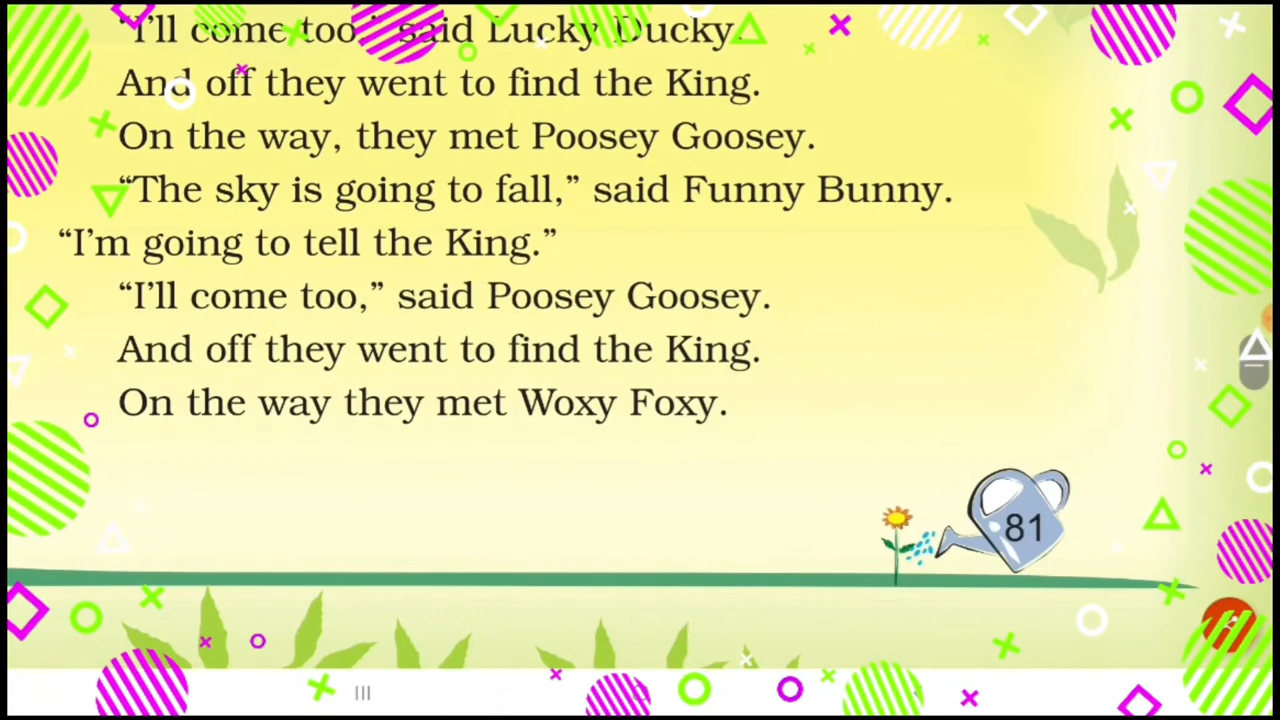 “I’ll come too,” said Lucky Ducky.
And off they went to find the King.
On the way, they met Poosey Goosey.
“The sky is going to fall,” said Funny Bunny.
“I’m going to tell the King.”
“I’ll come too,” said Poosey Goosey.
And off they went to find the King.
On the way they met Woxy Foxy.
81